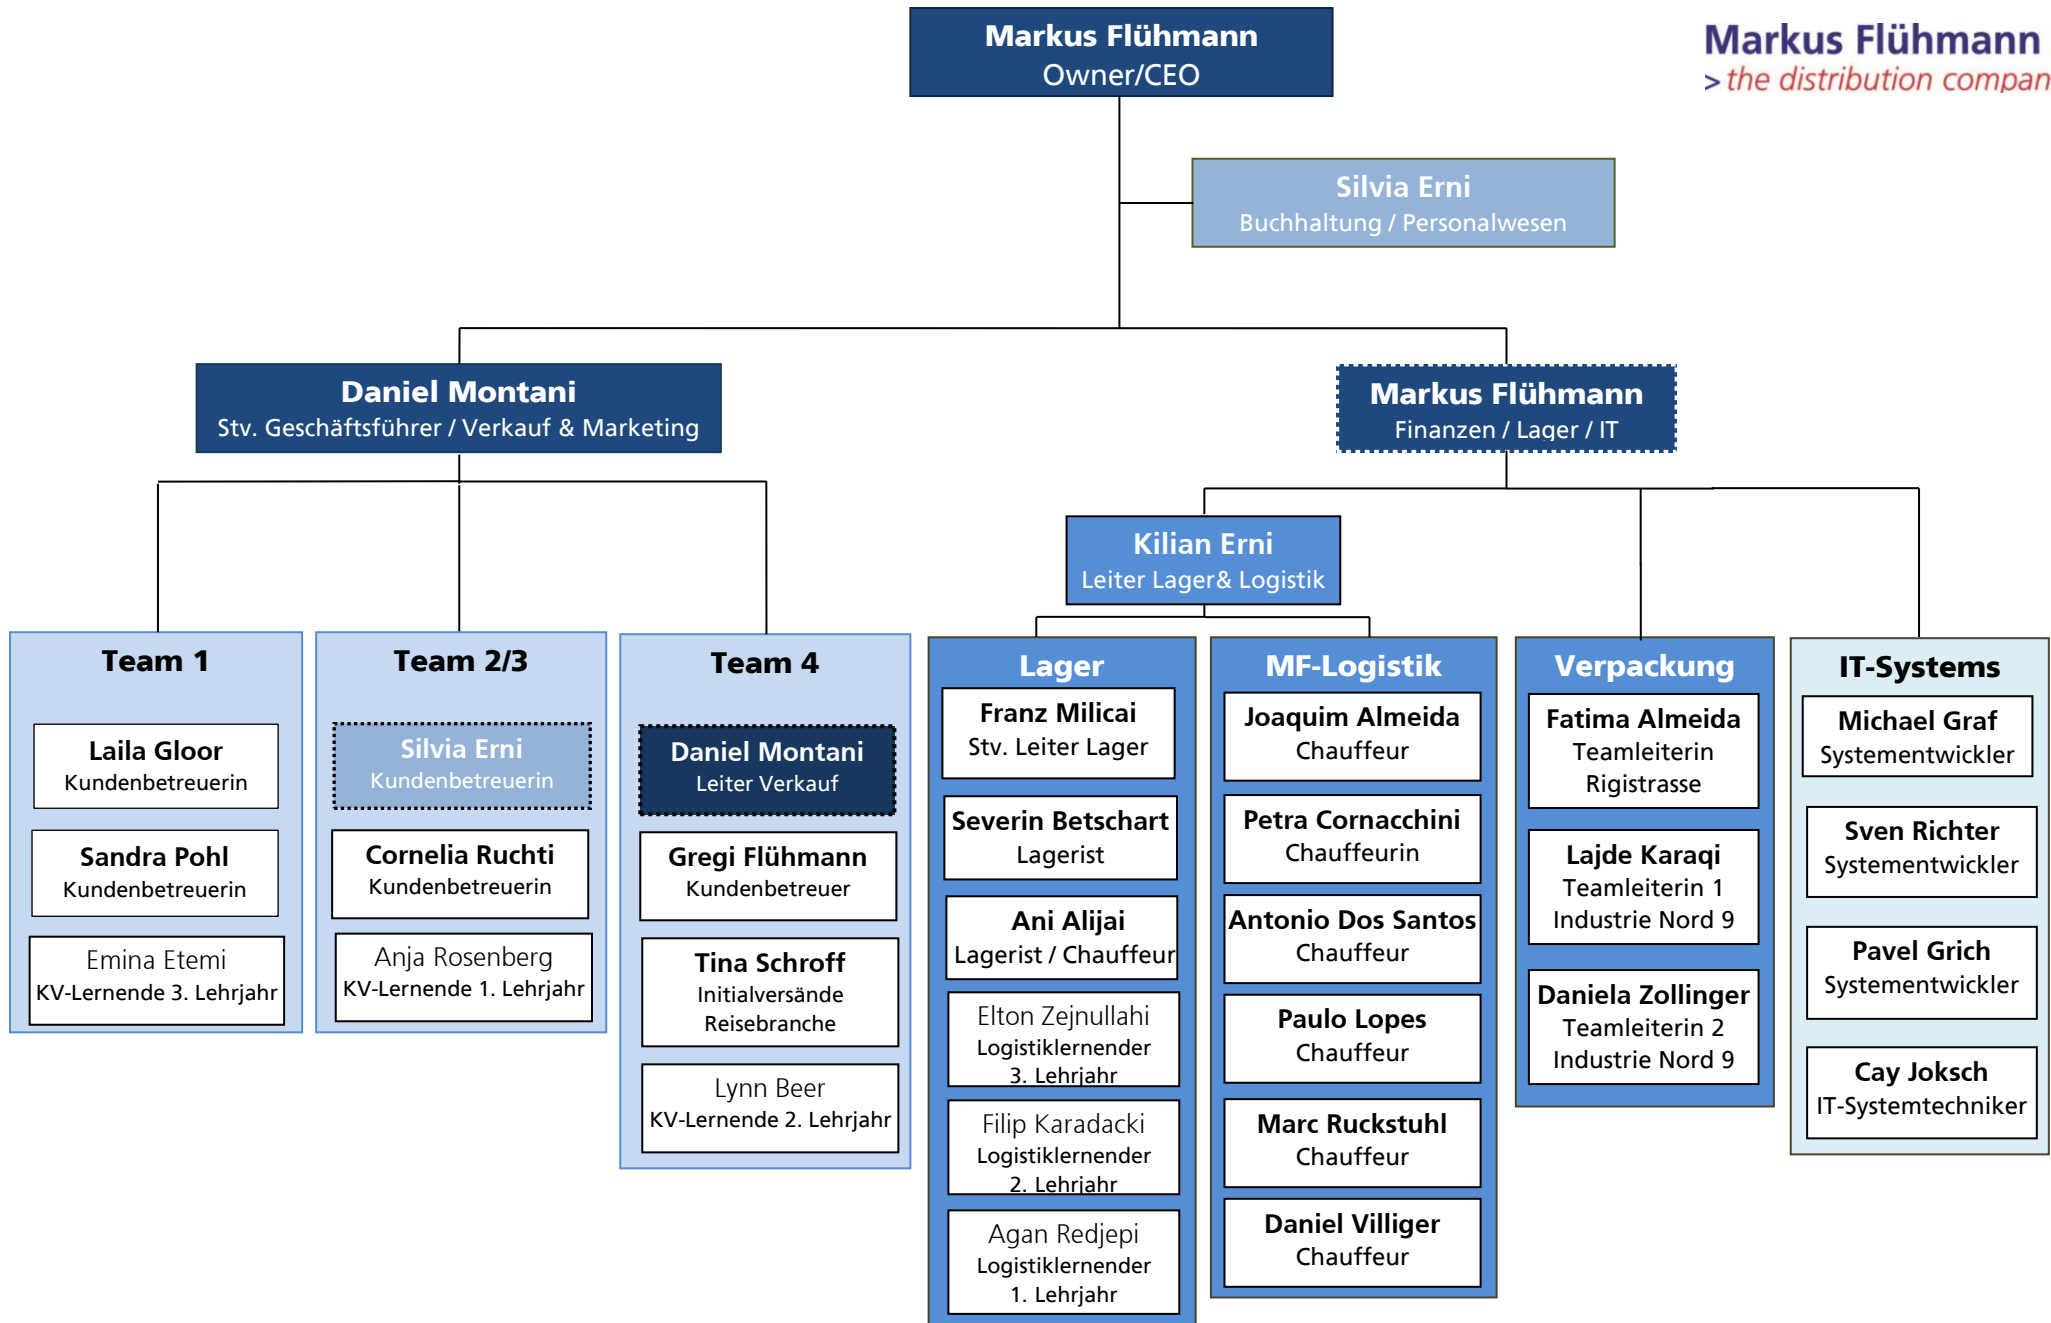 Markus Flühmann
Owner/CEO
Markus Flühmann
> the distribution compan
Silvia Erni
Buchhaltung / Personalwesen
Daniel Montani
Stv. Geschäftsführer / Verkauf & Marketing
Markus Flühmann
Finanzen / Lager / IT
Kilian Erni
Leiter Lager& Logistik
Team 1
Laila Gloor
Kundenbetreuerin
Sandra Pohl
Kundenbetreuerin
Emina Etemi
KV-Lernende 3. Lehrjahr
Team 2/3
Silvia Erni
Kundenbetreuerin
Cornelia Ruchti
Kundenbetreuerin
Anja Rosenberg
KV-Lernende 1. Lehrjahr
Team 4
Daniel Montani
Leiter Verkauf
Gregi Flühmann
Kundenbetreuer
Tina Schroff
Initialversände
Reisebranche
Lynn Beer
KV-Lernende 2. Lehrjahr
Lager
Franz Milicai
Stv. Leiter Lager
Severin Betschart
Lagerist
Ani Alijai
Lagerist / Chauffeur
Elton Zejnullahi
Logistiklernender
3. Lehrjahr
Filip Karadacki
Logistiklernender
2. Lehrjahr
Agan Redjepi
Logistiklernender
1. Lehrjahr
MF-Logistik
Joaquim Almeida
Chauffeur
Petra Cornacchini
Chauffeurin
Antonio Dos Santos
Chauffeur
Paulo Lopes
Chauffeur
Marc Ruckstuhl
Chauffeur
Daniel Villiger
Chauffeur
Verpackung
Fatima Almeida
Teamleiterin
Rigistrasse
Lajde Karaqi
Teamleiterin 1
Industrie Nord 9
Daniela Zollinger
Teamleiterin 2
Industrie Nord 9
IT-Systems
Michael Graf
Systementwickler
Sven Richter
Systementwickler
Pavel Grich
Systementwickler
Cay Joksch
IT-Systemtechniker